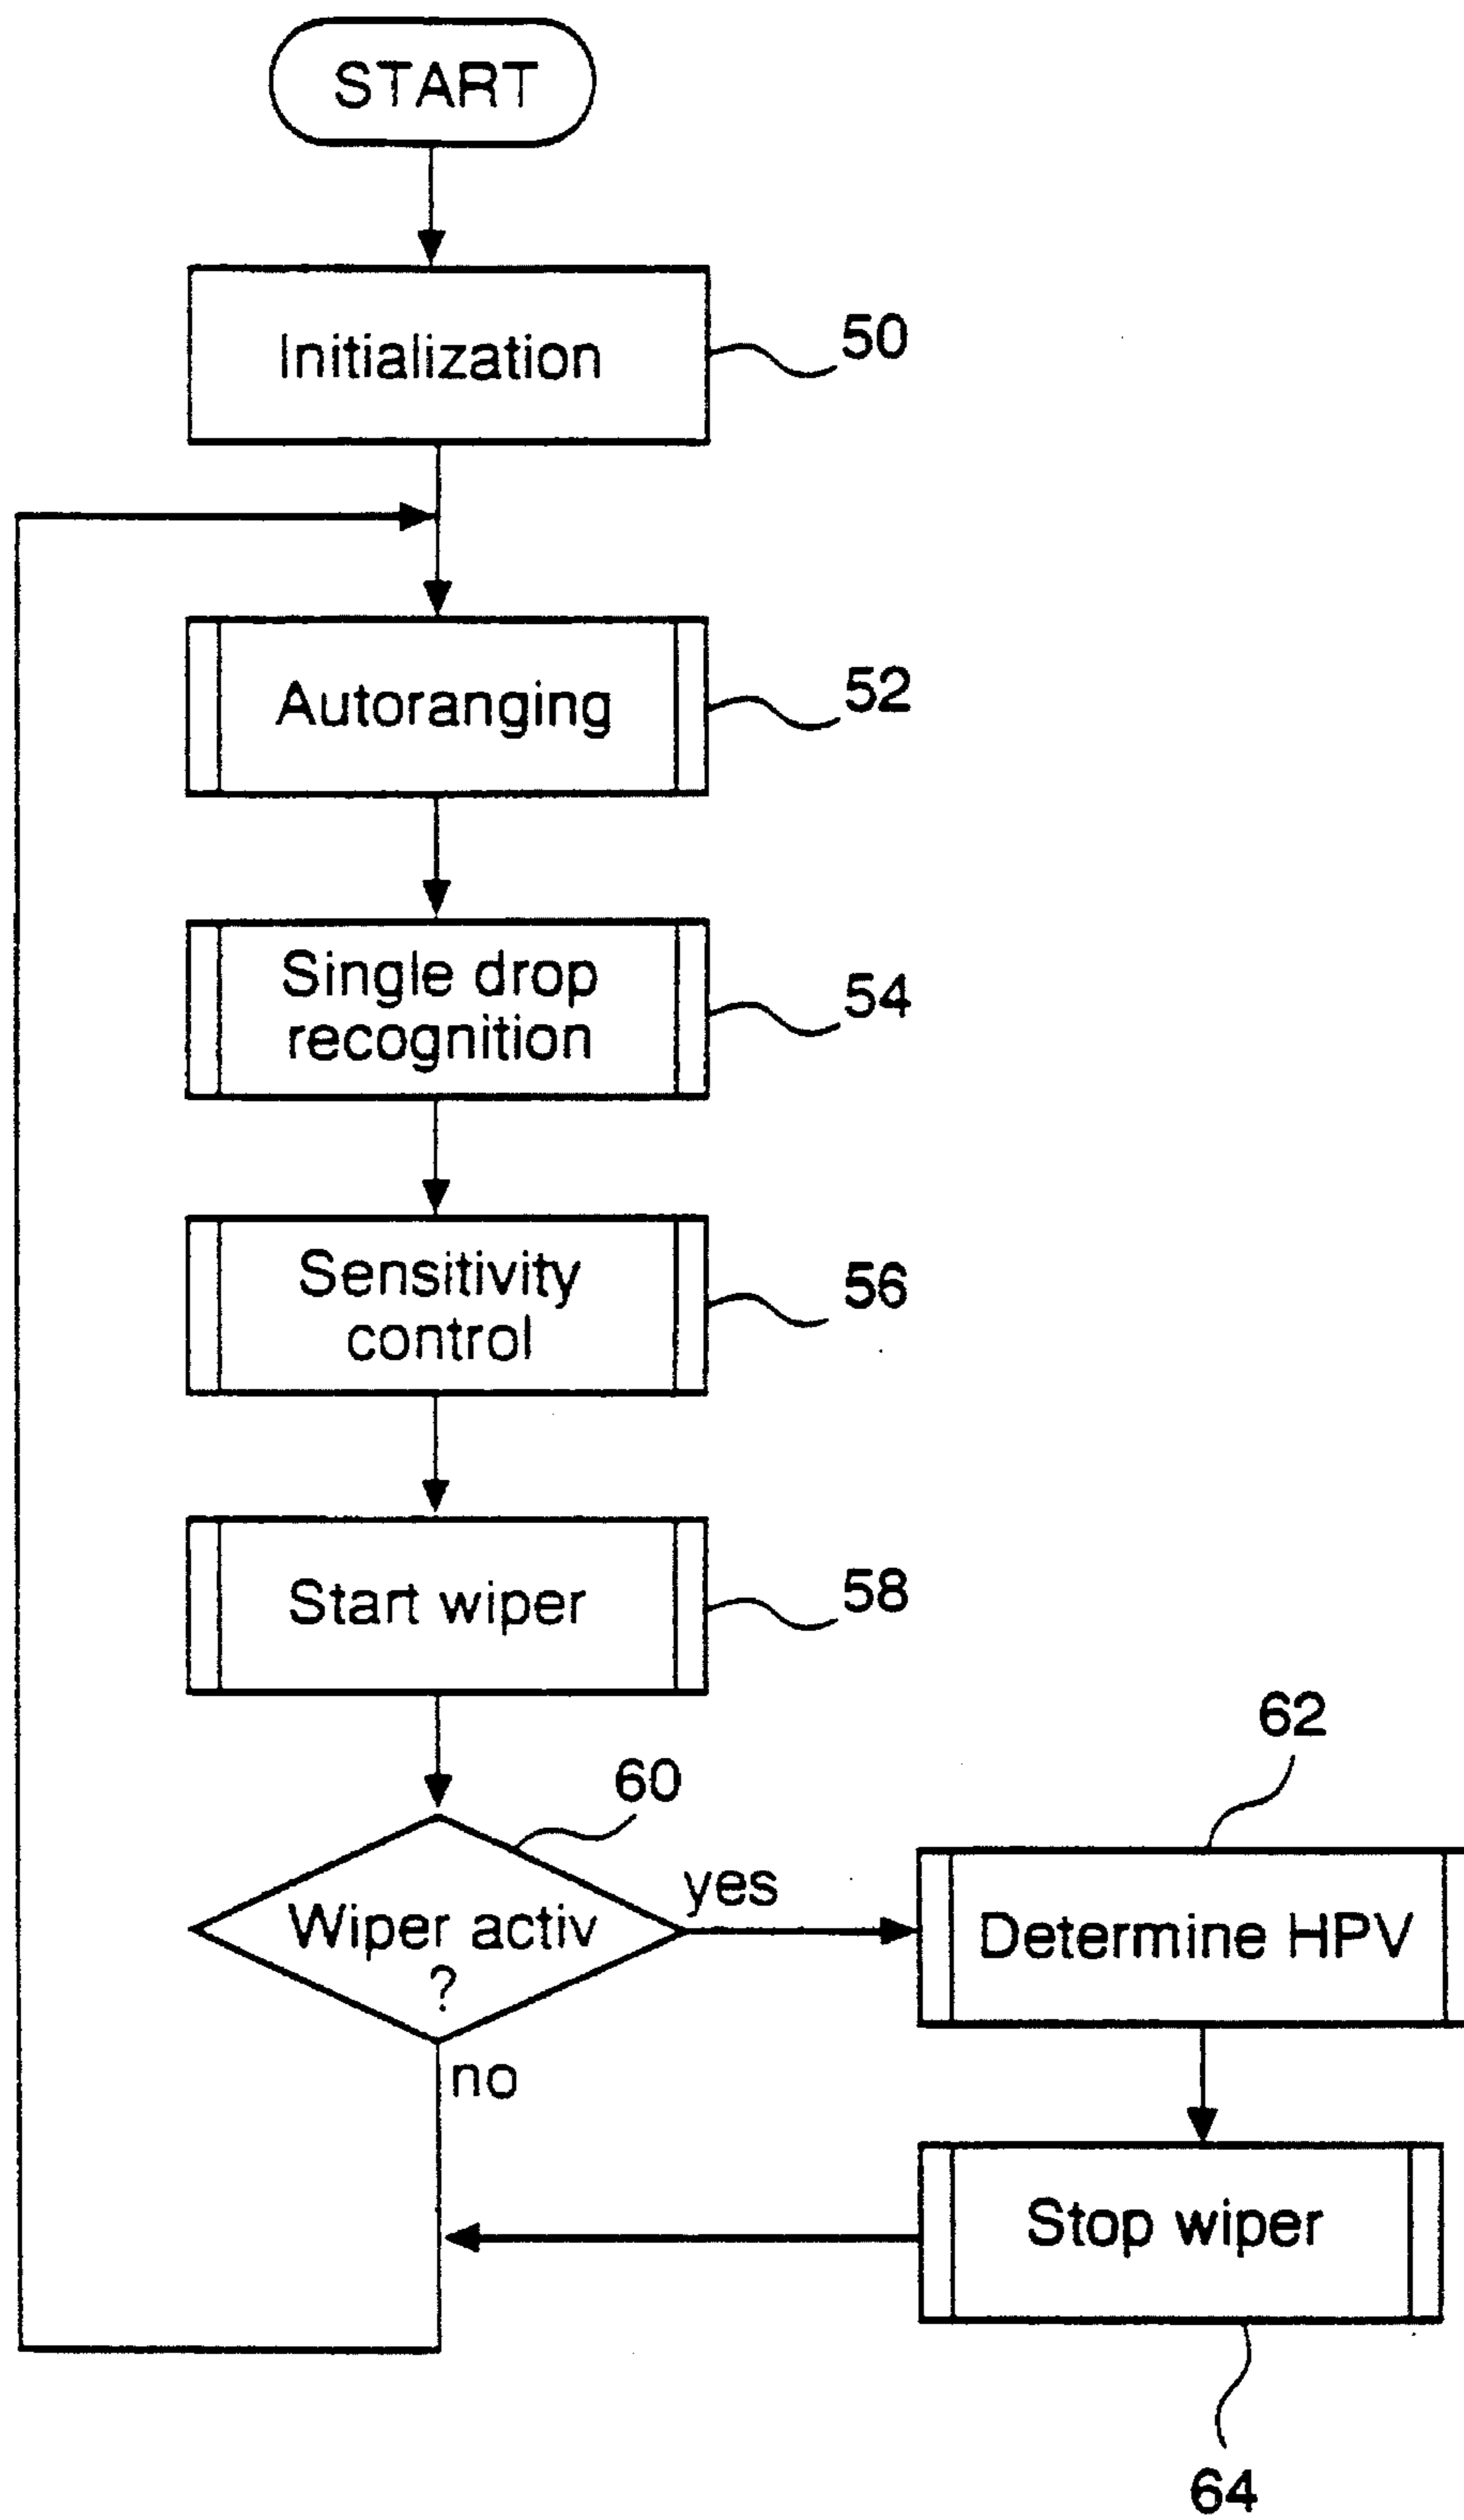 START
Initialization
50
Autoranging
52
Single drop
recognition
54
Sensitivity
control
56
Start wiper
58
60
Wiper activ
?
yes
no
62
Determine HPV
Stop wiper
64